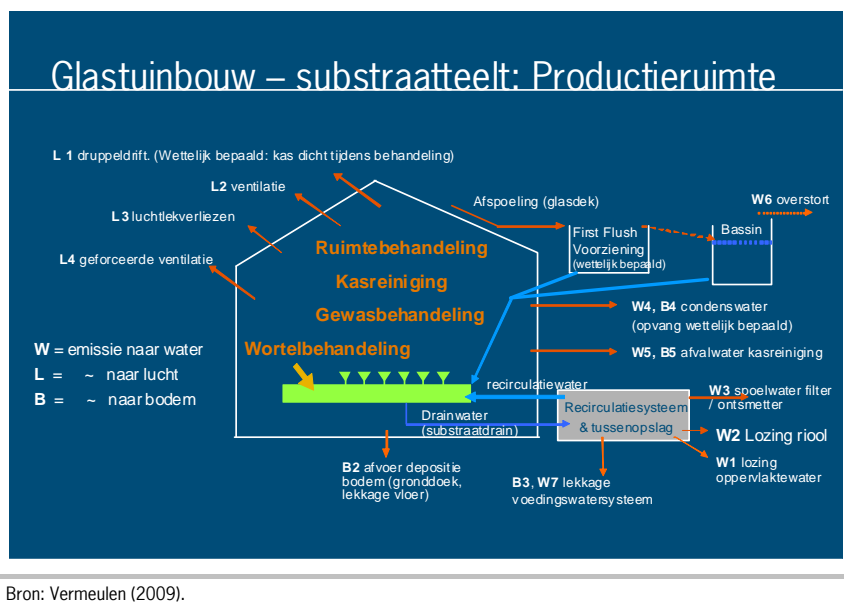 Glastuinbouw – substraatteelt: Productieruimte
L 1 druppeldrift. (Wettelijk bepaald: kas dicht tijdens behandeling)
L2 ventilatie
L3 luchtlekverliezen
L4 geforceerde ventilatie
Afspoeling (glasdek)
W6 overstort
First Flush
Voorziening
(wettelijk bepaald)
Bassin
Ruimtebehandeling
Kasreiniging
Gewasbehandeling
Wortelbehandeling
W4, B4 condenswater
(opvang wettelijk bepaald)
W5, B5 afvalwater kasreiniging
W = emissie naar water
L = ~ naar lucht
B = ~ naar bodem
recirculatiewater
Drainwater
(substraatdrain)
Recirculatiesysteem
& tussenopslag
W3 spoelwater filter
/ ontsmetter
W2 Lozing riool
W1 lozing
oppervlaktewater
B2 afvoer depositie
bodem (gronddoek,
lekkage vloer)
B3, W7 lekkage
voedingswatersysteem
Bron: Vermeulen (2009).